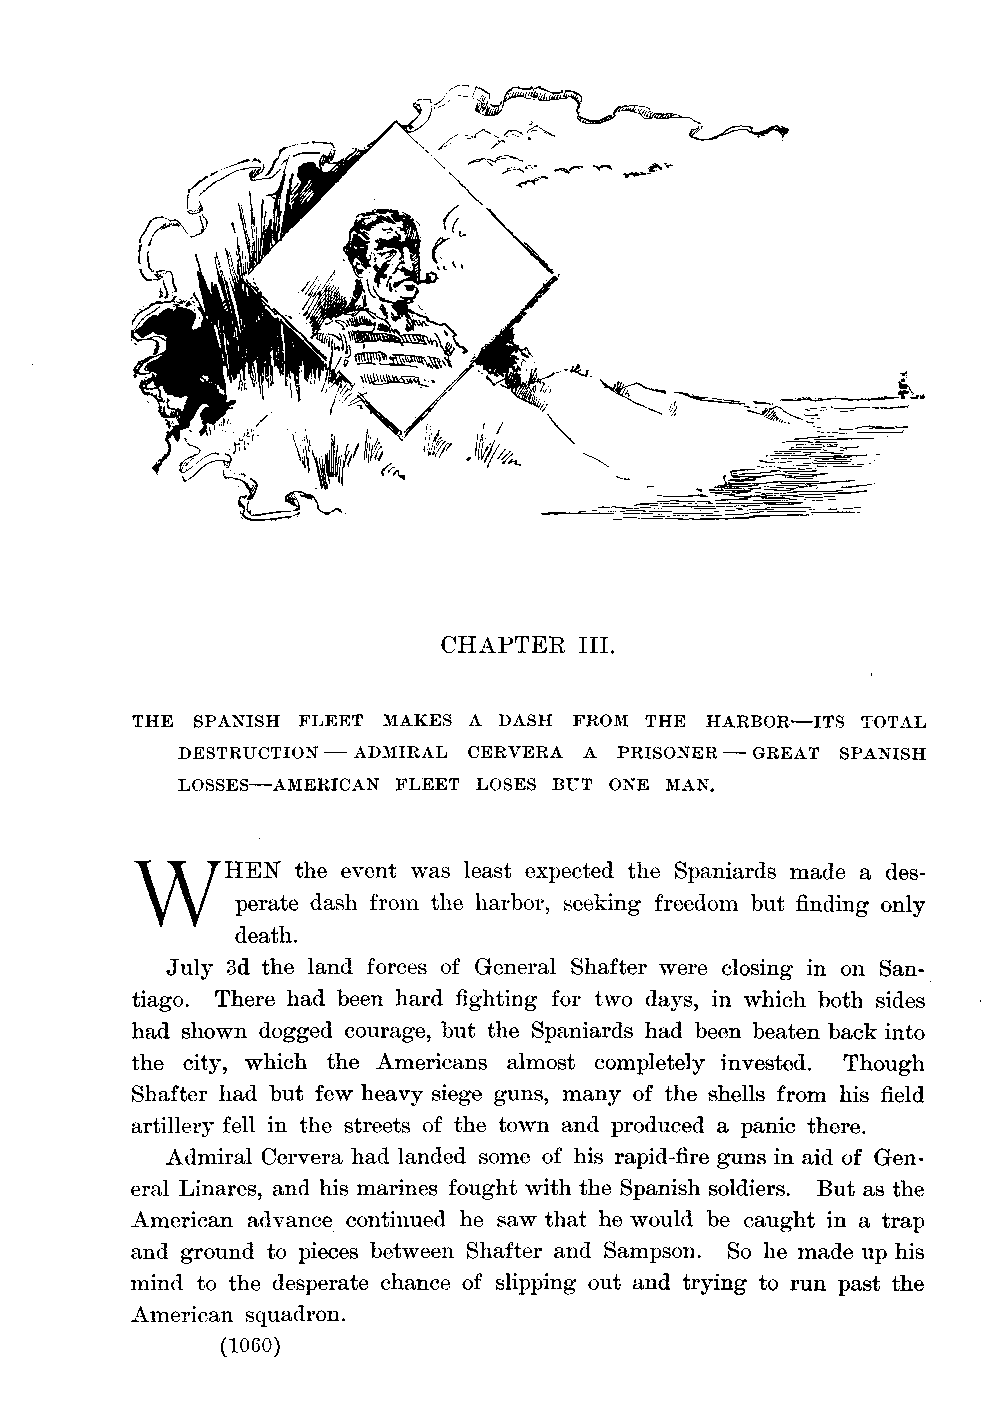 CHAPTER III.
THE SPANISH FLEET MAKES A DASH FROM THE HARBOR—ITS TOTAL
DESTRUCTION — ADMIRAL CERVERA A PRISONER — GREAT SPANISH
LOSSES—AMERICAN FLEET LOSES BUT ONE MAN.
WHEN the event was least expected the Spaniards made a des-
perate dash from the harbor, seeking freedom but finding only
death.
July 3d the land forces of General Shafter were closing in on San-
tiago. There had been hard fighting for two days, in which both sides
had shown dogged courage, but the Spaniards had been beaten back into
the city, which the Americans almost completely invested. Though
Shafter had but few heavy siege guns, many of the shells from his field
artillery fell in the streets of the town and produced a panic there.
Admiral Cervera had landed some of his rapid-fire guns in aid of Gen-
eral Linares, and his marines fought with the Spanish soldiers. But as the
American advance continued he saw that he would be caught in a trap
and ground to pieces between Shafter and Sampson. So he made up his
mind to the desperate chance of slipping out and trying to run past the
American squadron.
(1060)